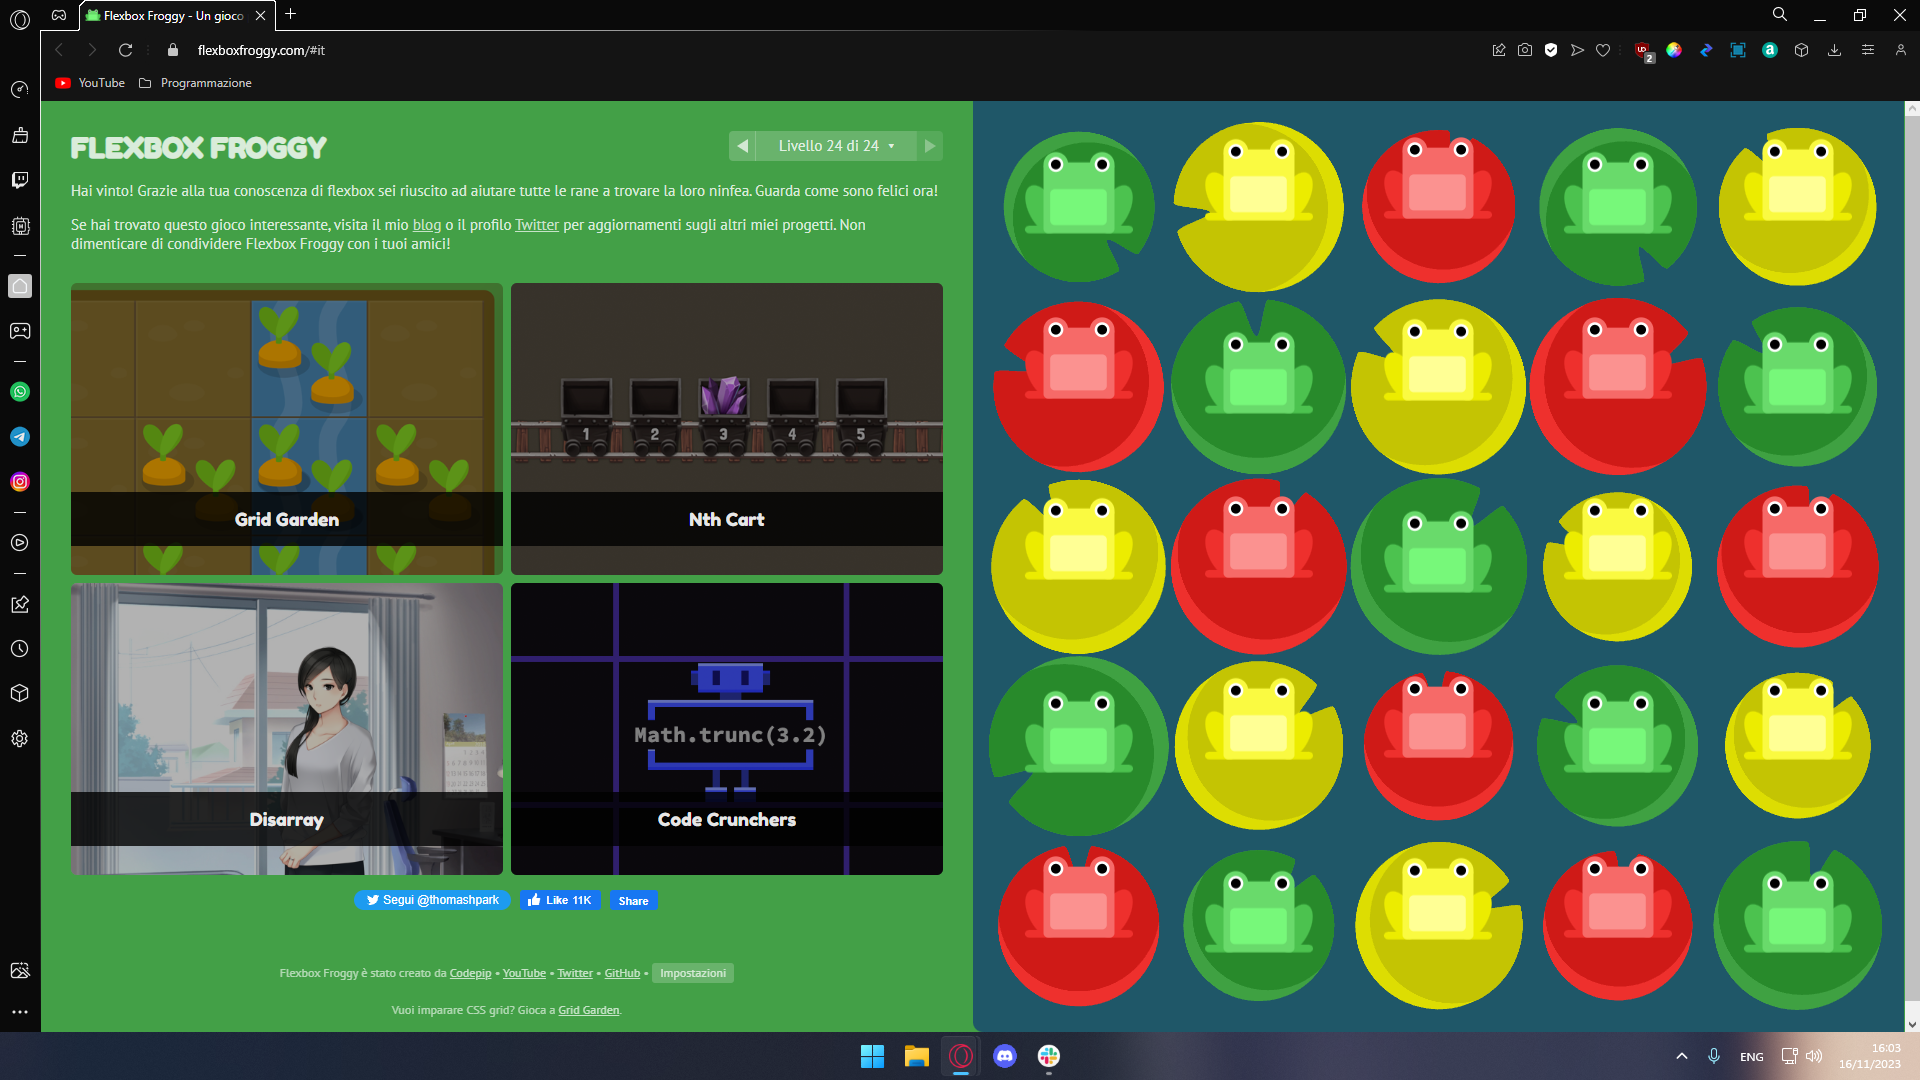 Flexbox Froggy - Un gioco
flexboxfroggy.com/#it
2
YouTube
Programmazione
FLEXBOX FROGGY
Livello 24 di 24
Hai vinto! Grazie alla tua conoscenza di flexbox sei riuscito ad aiutare tutte le rane a trovare la loro ninfea. Guarda come sono felici ora!
Se hai trovato questo gioco interessante, visita il mio blog o il profilo Twitter per aggiornamenti sugli altri miei progetti. Non
dimenticare di condividere Flexbox Froggy con i tuoi amici!
1 2 3 4 5
Grid Garden
Nth Cart
Math.trunc(3.2)
Disarray
Code Crunchers
Segui @thomashpark
Like 11K
Share
Flexbox Froggy è stato creato da Codepip • YouTube • Twitter • GitHub • Impostazioni
Vuoi imparare CSS grid? Gioca a Grid Garden.
ENG
16:03
16/11/2023